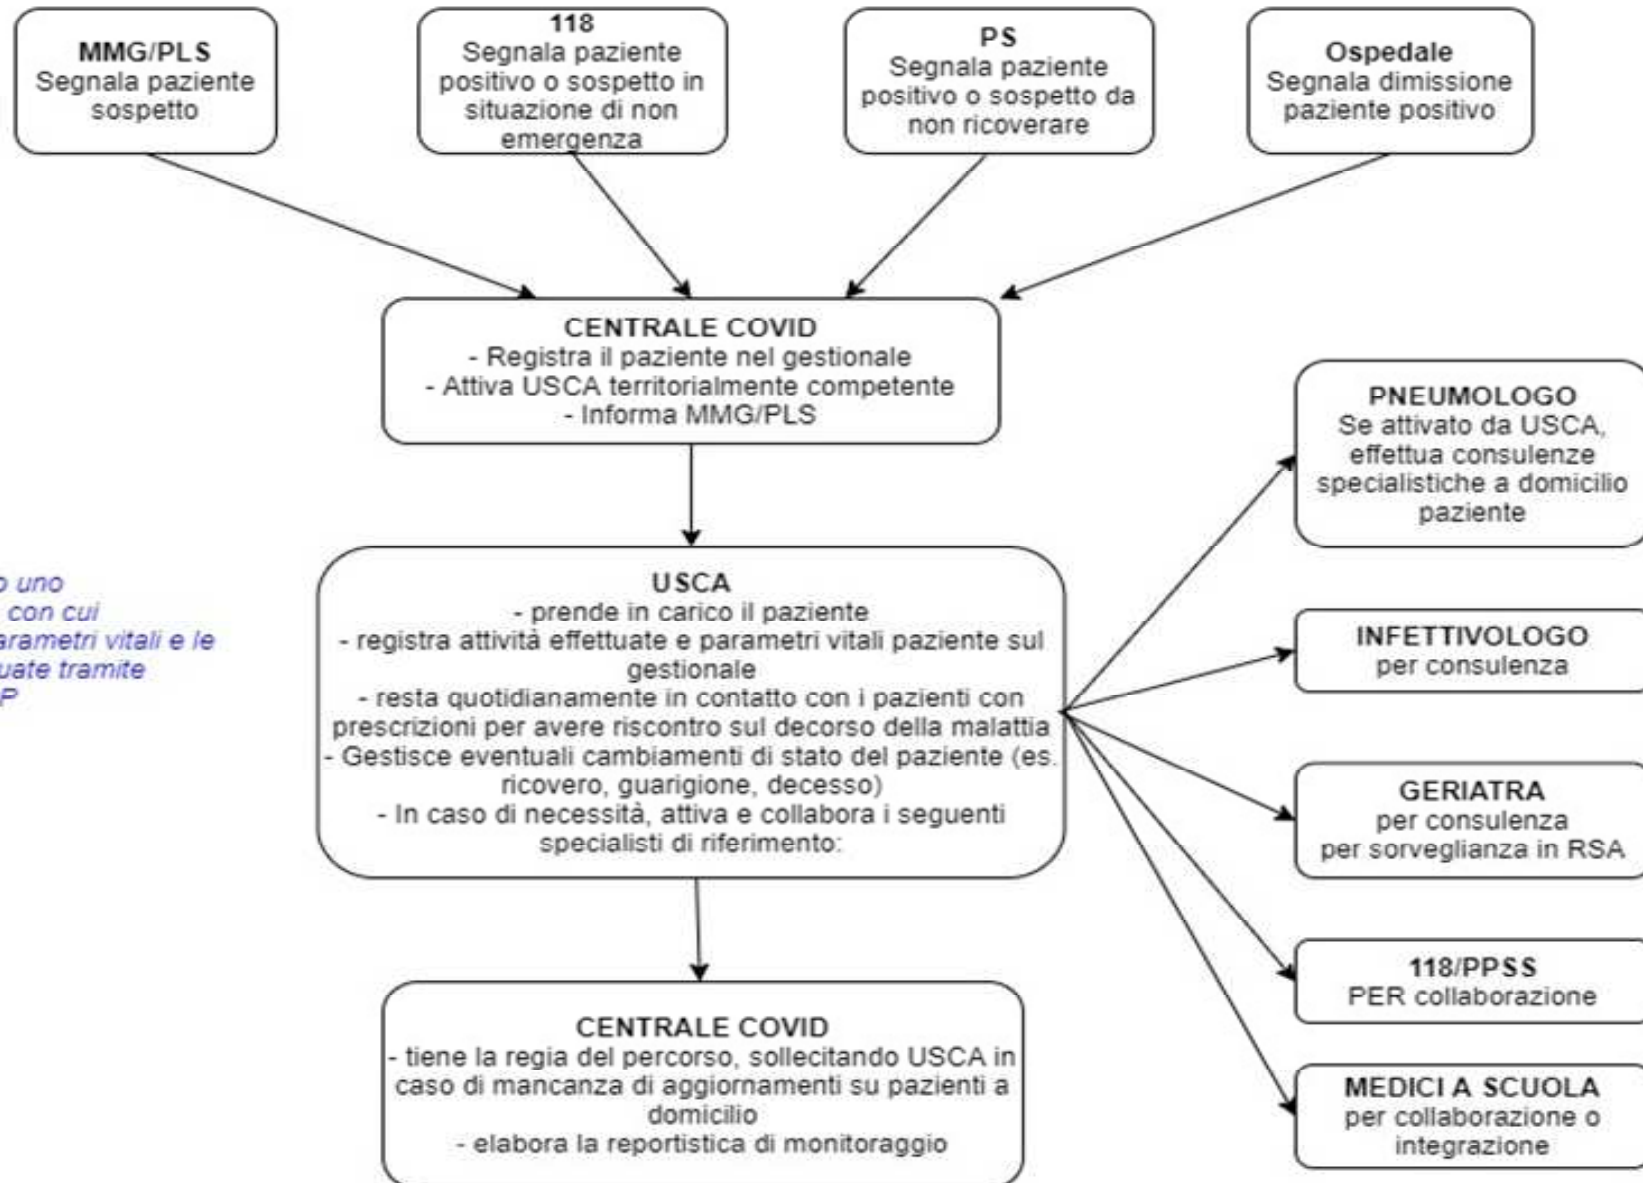 MMG/PLS
Segnala paziente
sospetto
118
Segnala paziente
positivo o sospetto in
situazione di non
emergenza
PS
Segnala paziente
positivo o sospetto da
non ricoverare
Ospedale
Segnala dimissione
paziente positivo
CENTRALE COVID
- Registra il paziente nel gestionale
- Attiva USCA territorialmente competente
- Informa MMG/PLS
uno
con cui
parametri vitali e le
tramite
USCA
- prende in carico il paziente
- registra attività effettuate e parametri vitali paziente sul
gestionale
- resta quotidianamente in contatto con i pazienti con
prescrizioni per avere riscontro sul decorso della malattia
- Gestisce eventuali cambiamenti di stato del paziente (es.
ricovero, guarigione, decesso)
- In caso di necessità, attiva e collabora i seguenti
specialisti di riferimento:
PNEUMOLOGO
Se attivato da USCA,
effettua consulenze
specialistiche a domicilio
paziente
INFETTIVOLOGO
per consulenza
GERIATRA
per consulenza
per sorveglianza in RSA
118/PPSS
PER collaborazione
MEDICI A SCUOLA
per collaborazione o
integrazione
CENTRALE COVID
- tiene la regia del percorso, sollecitando USCA in
caso di mancanza di aggiornamenti su pazienti a
domicilio
- elabora la reportistica di monitoraggio